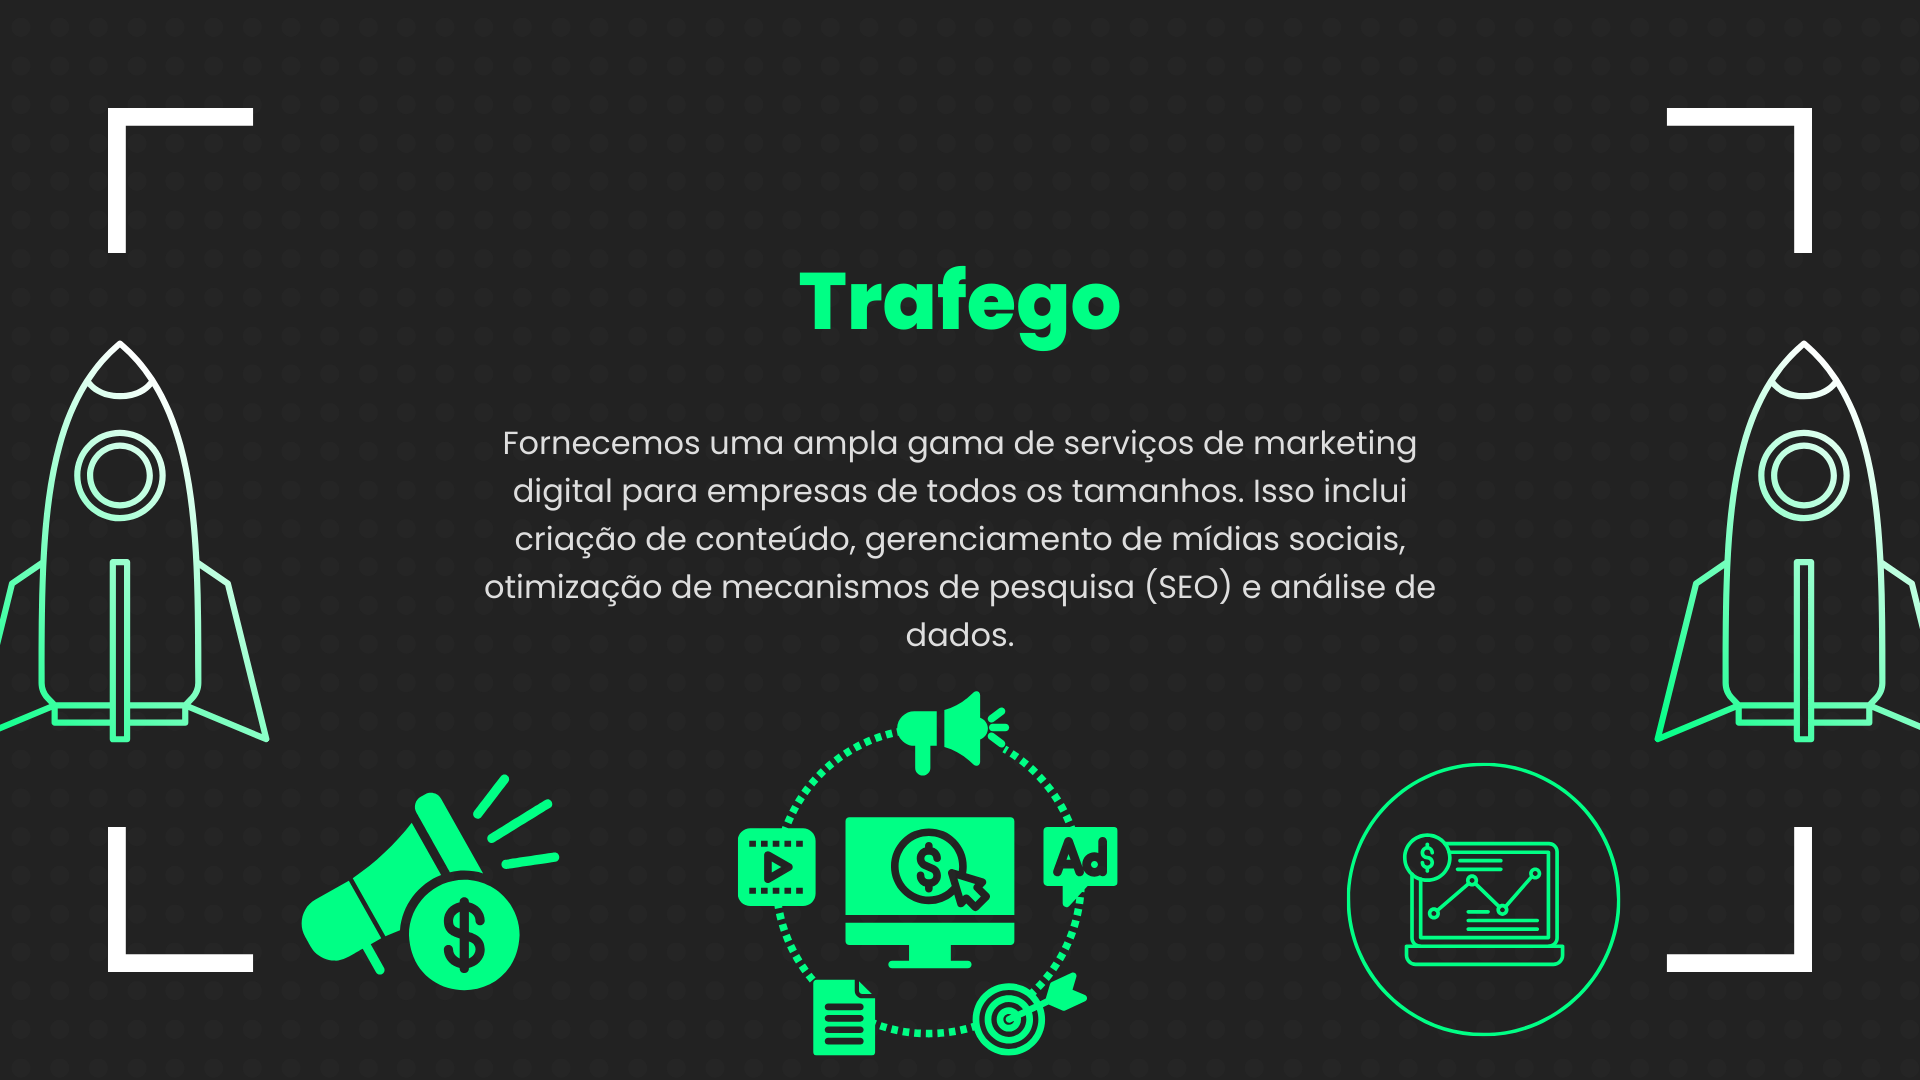 Trafego
Fornecemos uma ampla gama de serviços de marketing
digital para empresas de todos os tamanhos. Isso inclui
criação de conteúdo, gerenciamento de mídias sociais,
otimização de mecanismos de pesquisa (SEO) e análise de
dados.
$
Ad
$
$